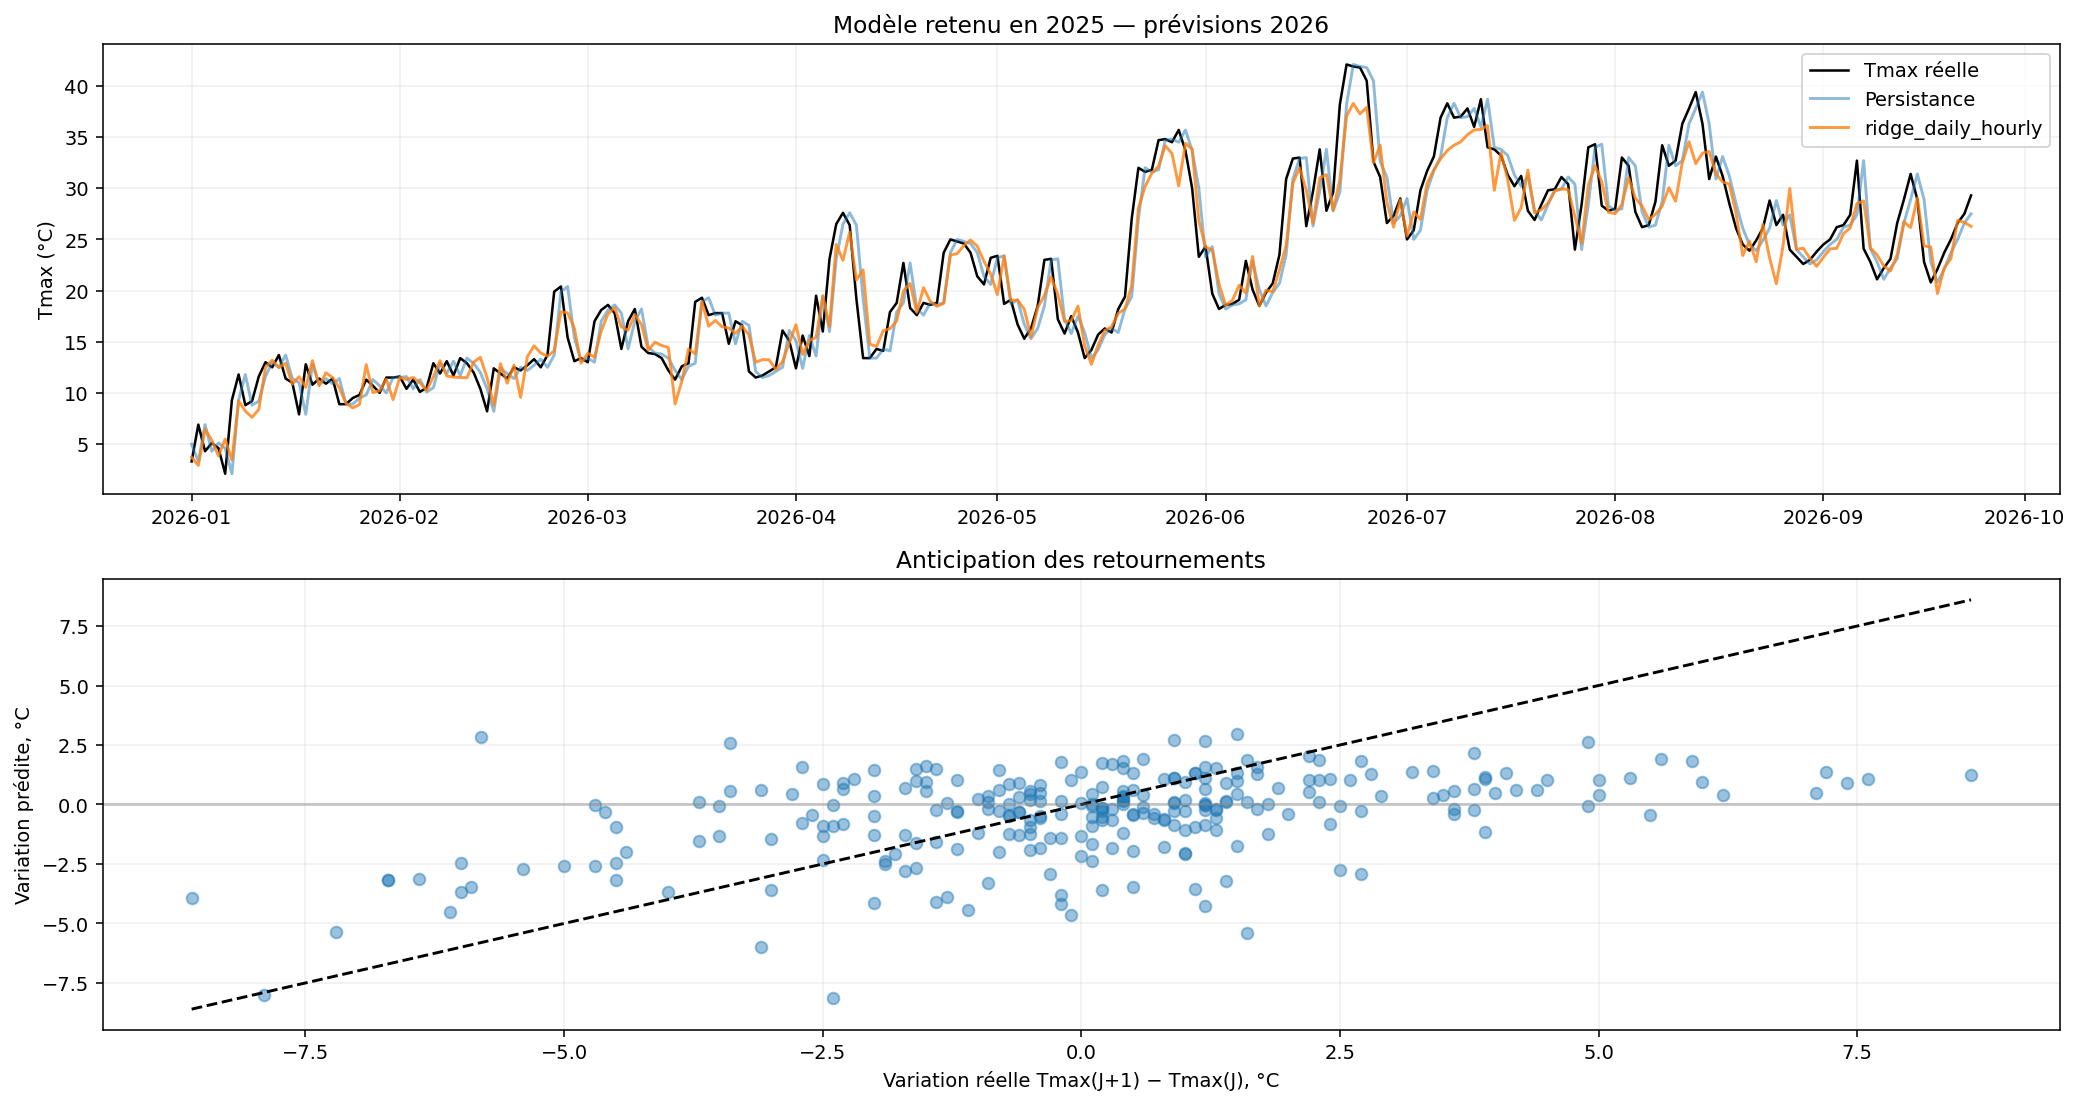 Modèle retenu en 2025 — prévisions 2026
Tmax (°C)
40
35
30
25
20
15
10
5
Tmax réelle
Persistance
ridge_daily_hourly
2026-01 2026-02 2026-03 2026-04 2026-05 2026-06 2026-07 2026-08 2026-09 2026-10
Anticipation des retournements
Variation prédite, °C
7.5
5.0
2.5
0.0
−2.5
−5.0
−7.5
−7.5 −5.0 −2.5 0.0 2.5 5.0 7.5
Variation réelle Tmax(J+1) − Tmax(J), °C